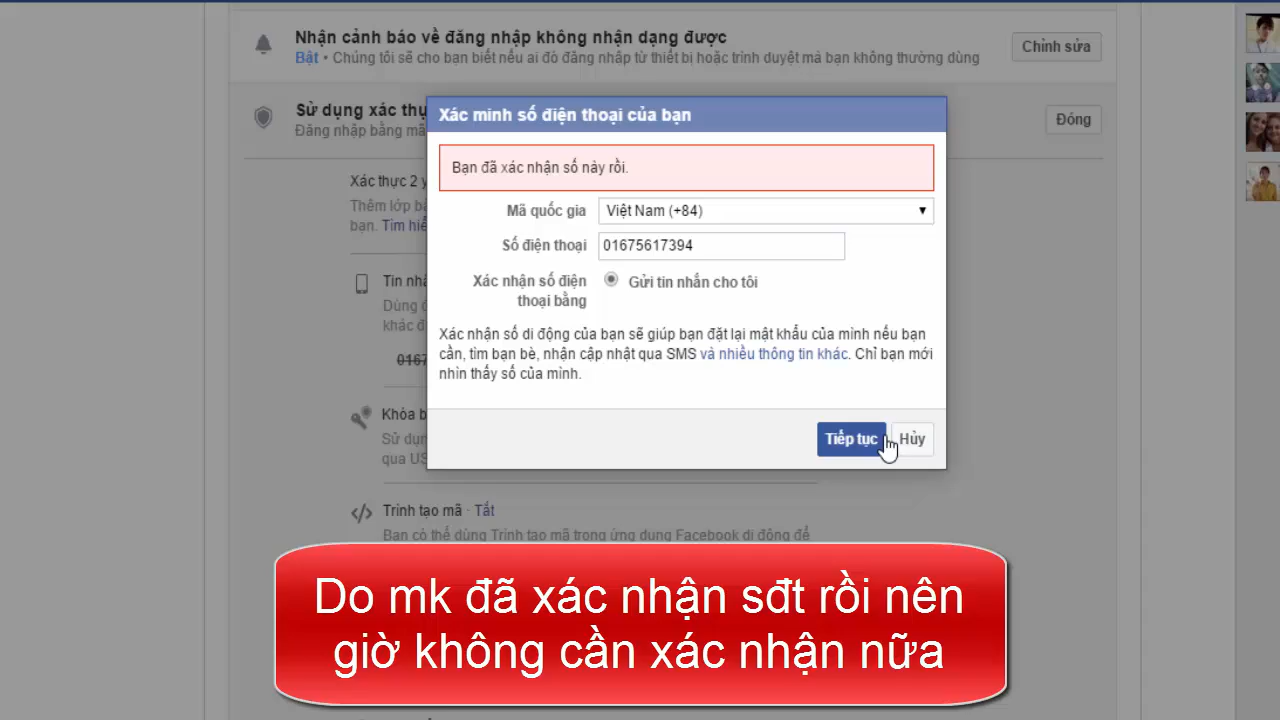 Nhận cảnh báo về đăng nhập không nhận dạng được
Chỉnh sửa
Bật • Chúng tôi sẽ cho bạn biết nếu ai đó đăng nhập từ thiết bị hoặc trình duyệt mà bạn không thường dùng
Sử dụng xác thự
Đóng
Đăng nhập bằng mã
Xác minh số điện thoại của bạn
Bạn đã xác nhận số này rồi.
Mã quốc gia
Việt Nam (+84)
Số điện thoại
01675617394
Xác nhận số điện thoại bằng
Gửi tin nhắn cho tôi
Xác nhận số di động của bạn sẽ giúp bạn đặt lại mật khẩu của mình nếu bạn
cần, tìm bạn bè, nhận cập nhật qua SMS và nhiều thông tin khác. Chỉ bạn mới
nhìn thấy số của mình.
Tiếp tục
Hủy
Xác thực 2 y
Thêm lớp bả
bạn. Tìm hiể
Tin nhắ
Dùng đ
khác đ
0167
Khóa b
Sử dụn
qua US
Trình tạo mã · Tắt
Bạn có thể dùng Trình tạo mã trong ứng dụng Facebook di động để
Do mk đã xác nhận sđt rồi nên
giờ không cần xác nhận nữa